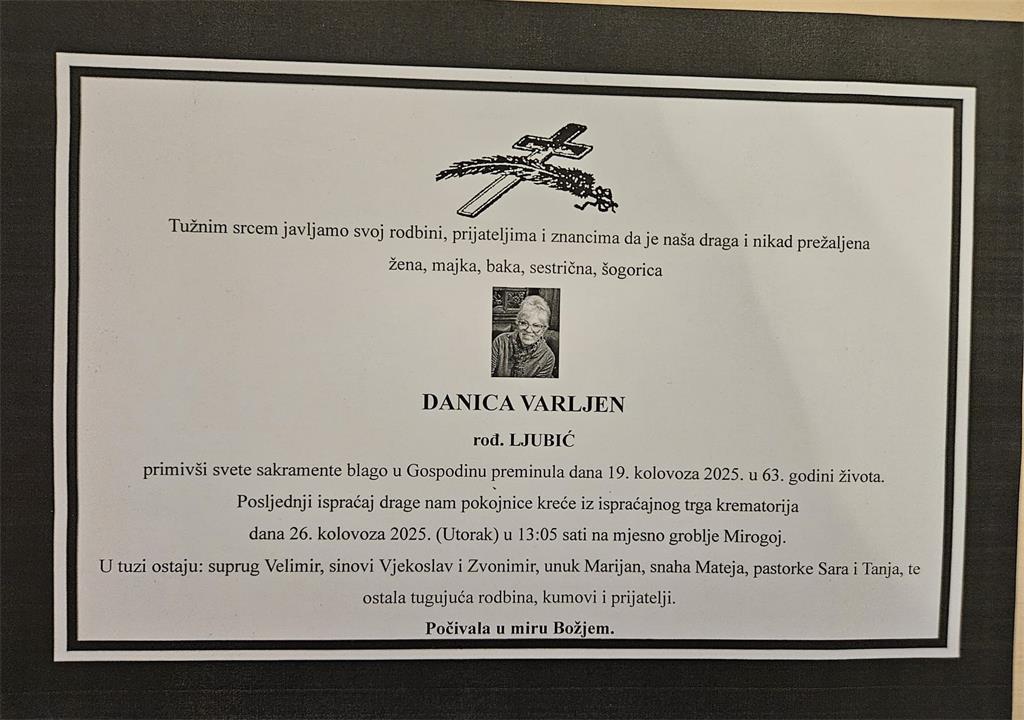 Tužnim srcem javljamo svoj rodbini, prijateljima i znancima da je naša draga i nikad prežaljena
žena, majka, baka, sestrična, šogorica
DANICA VARLJEN
rođ. LJUBIĆ
primivši svete sakramente blago u Gospodinu preminula dana 19. kolovoza 2025. u 63. godini života.
Posljednji ispraćaj drage nam pokojnice kreće iz ispraćajnog trga krematorija
dana 26. kolovoza 2025. (Utorak) u 13:05 sati na mjesno groblje Mirogoj.
U tuzi ostaju: suprug Velimir, sinovi Vjekoslav i Zvonimir, unuk Marijan, snaha Mateja, pastorke Sara i Tanja, te
ostala tugujuća rodbina, kumovi i prijatelji.
Počivala u miru Božjem.